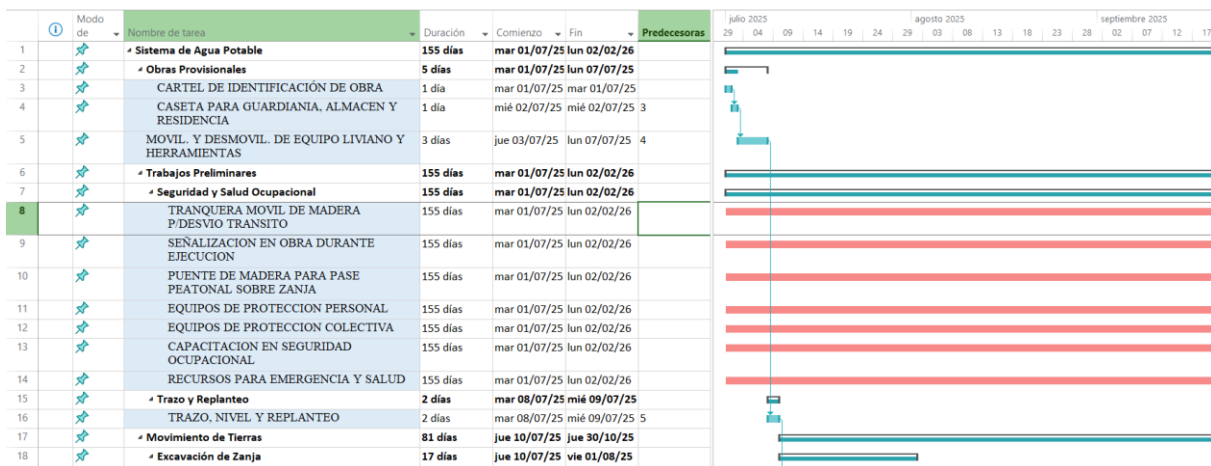 Modo
de Nombre de tarea Duración Comienzo Fin Predecesoras
julio 2025 agosto 2025 septiembre 2025
29 04 09 14 19 24 29 03 08 13 18 23 28 02 07 12 17
1 Sistema de Agua Potable 155 días mar 01/07/25 lun 02/02/26
2 Obras Provisionales 5 días mar 01/07/25 lun 07/07/25
3 CARTEL DE IDENTIFICACIÓN DE OBRA 1 día mar 01/07/25 mar 01/07/25
4 CASETA PARA GUARDIANIA, ALMACEN Y 1 día mié 02/07/25 mié 02/07/25 3
RESIDENCIA
5 MOVIL. Y DESMOVIL. DE EQUIPO LIVIANO Y 3 días jue 03/07/25 lun 07/07/25 4
HERRAMIENTAS
6 Trabajos Preliminares 155 días mar 01/07/25 lun 02/02/26
7 Seguridad y Salud Ocupacional 155 días mar 01/07/25 lun 02/02/26
8 TRANQUERA MOVIL DE MADERA 155 días mar 01/07/25 lun 02/02/26
P/DESVIO TRANSITO
9 SEÑALIZACION EN OBRA DURANTE 155 días mar 01/07/25 lun 02/02/26
EJECUCION
10 PUENTE DE MADERA PARA PASE 155 días mar 01/07/25 lun 02/02/26
PEATONAL SOBRE ZANJA
11 EQUIPOS DE PROTECCION PERSONAL 155 días mar 01/07/25 lun 02/02/26
12 EQUIPOS DE PROTECCION COLECTIVA 155 días mar 01/07/25 lun 02/02/26
13 CAPACITACION EN SEGURIDAD 155 días mar 01/07/25 lun 02/02/26
OCUPACIONAL
14 RECURSOS PARA EMERGENCIA Y SALUD 155 días mar 01/07/25 lun 02/02/26
15 Trazo y Replanteo 2 días mar 08/07/25 mié 09/07/25
16 TRAZO, NIVEL Y REPLANTEO 2 días mar 08/07/25 mié 09/07/25 5
17 Movimiento de Tierras 81 días jue 10/07/25 jue 30/10/25
18 Excavación de Zanja 17 días jue 10/07/25 vie 01/08/25